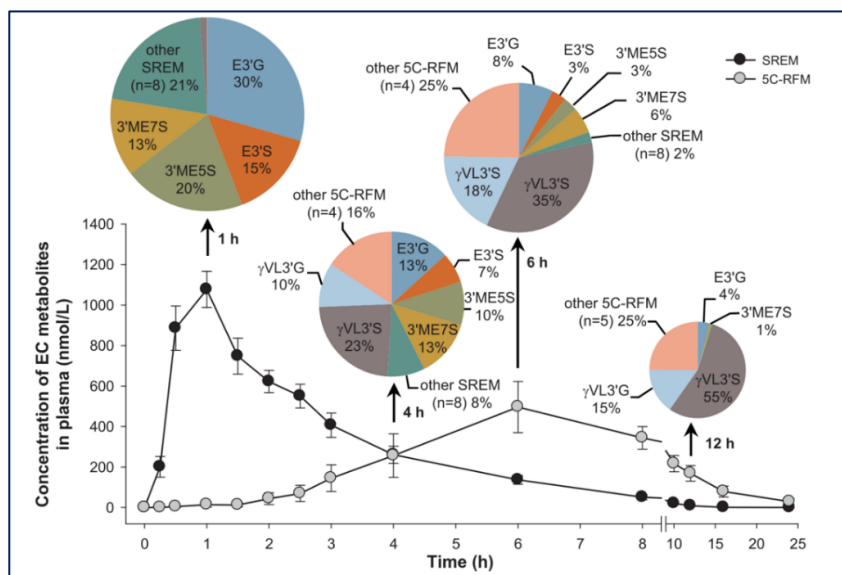 other
SREM
(n=8) 21%
E3'G
30%
3'ME7S
13%
E3'S
15%
3'ME5S
20%
1 h
other 5C-RFM
(n=4) 25%
E3'G
8%
E3'S
3%
3'ME5S
3%
3'ME7S
6%
other SREM
(n=8) 2%
γVL3'S
18%
γVL3'S
35%
6 h
SREM
5C-RFM
other 5C-RFM
(n=4) 16%
E3'G
13%
E3'S
7%
γVL3'G
10%
3'ME5S
10%
γVL3'S
23%
3'ME7S
13%
other SREM
(n=8) 8%
4 h
E3'G
4%
3'ME7S
1%
other 5C-RFM
(n=5) 25%
γVL3'G
15%
γVL3'S
55%
12 h
Concentration of EC metabolites
in plasma (nmol/L)
1400
1200
1000
800
600
400
200
0
0
1
2
3
4
5
6
7
8
10
15
20
25
Time (h)